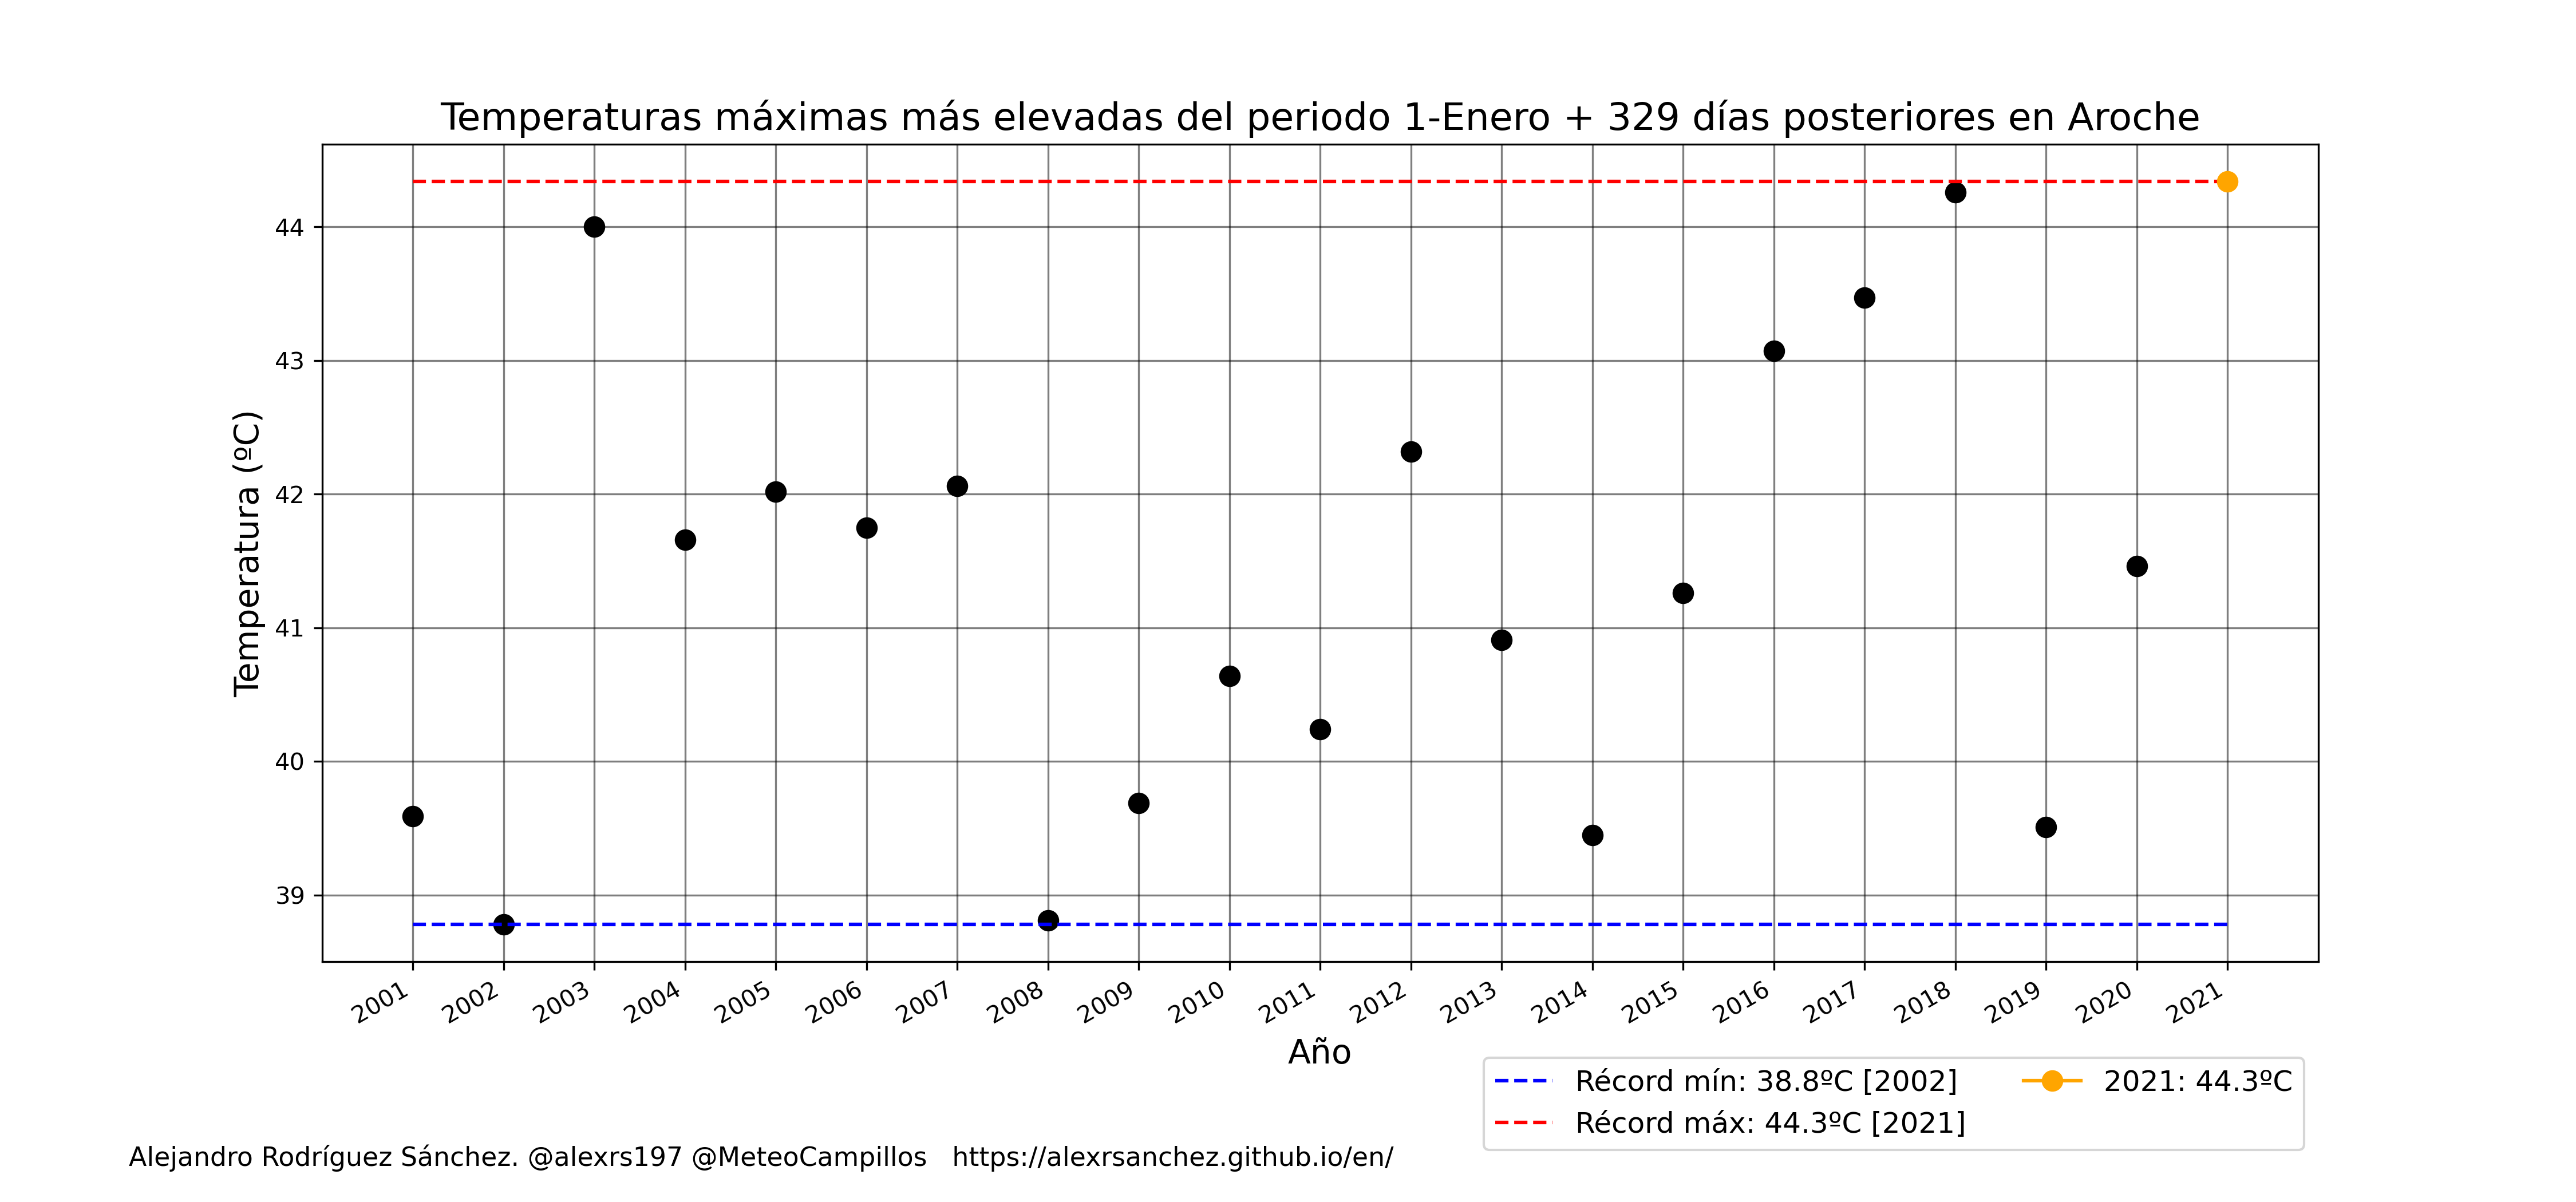 Temperaturas máximas más elevadas del periodo 1-Enero + 329 días posteriores en Aroche
Temperatura (ºC)
44
43
42
41
40
39
2001 2002 2003 2004 2005 2006 2007 2008 2009 2010 2011 2012 2013 2014 2015 2016 2017 2018 2019 2020 2021
Año
Récord mín: 38.8ºC [2002]
Récord máx: 44.3ºC [2021]
2021: 44.3ºC
Alejandro Rodríguez Sánchez. @alexrs197 @MeteoCampillos https://alexrsanchez.github.io/en/